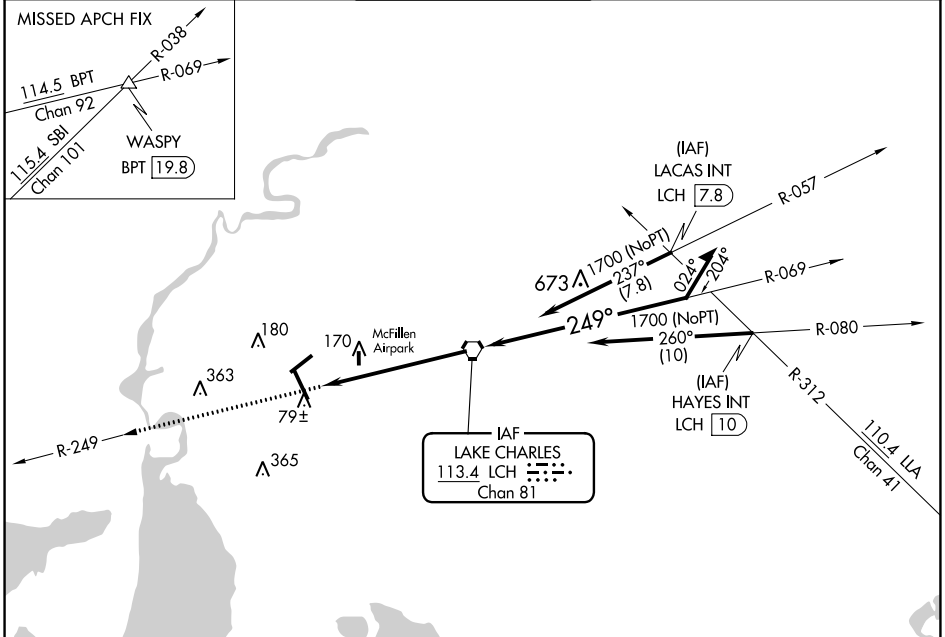 MISSED APCH FIX
R-038
R-069
114.5 BPT
Chan 92
115.4 SBI
Chan 101
WASPY
BPT 19.8
(IAF)
LACAS INT
LCH 7.8
R-057
1700 (NoPT)
237°
(7.8)
673
024°
204°
R-069
249°
1700 (NoPT)
260°
(10)
R-080
(IAF)
HAYES INT
LCH 10
R-312
110.4 LLA
Chan 41
180
170
McFillen
Airpark
363
79±
R-249
365
IAF
LAKE CHARLES
113.4 LCH
Chan 81